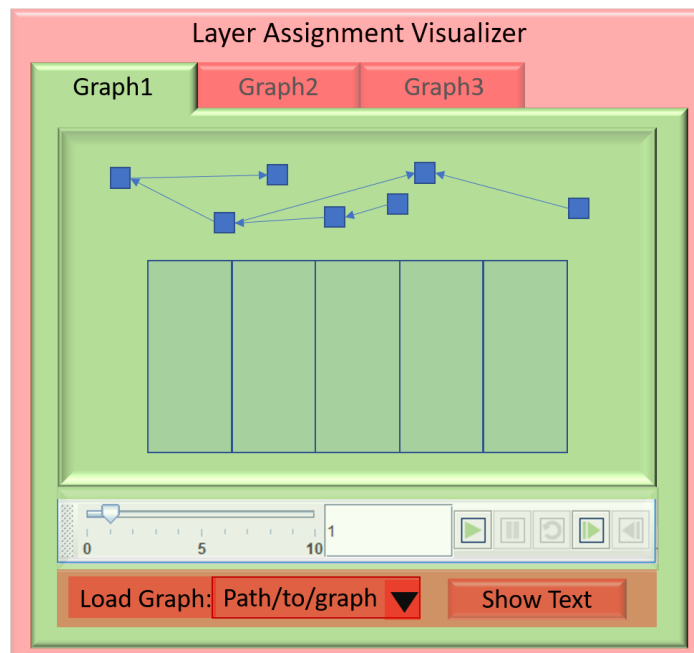 Layer Assignment Visualizer
Graph1 Graph2 Graph3
1
0 5 10
Load Graph: Path/to/graph Show Text